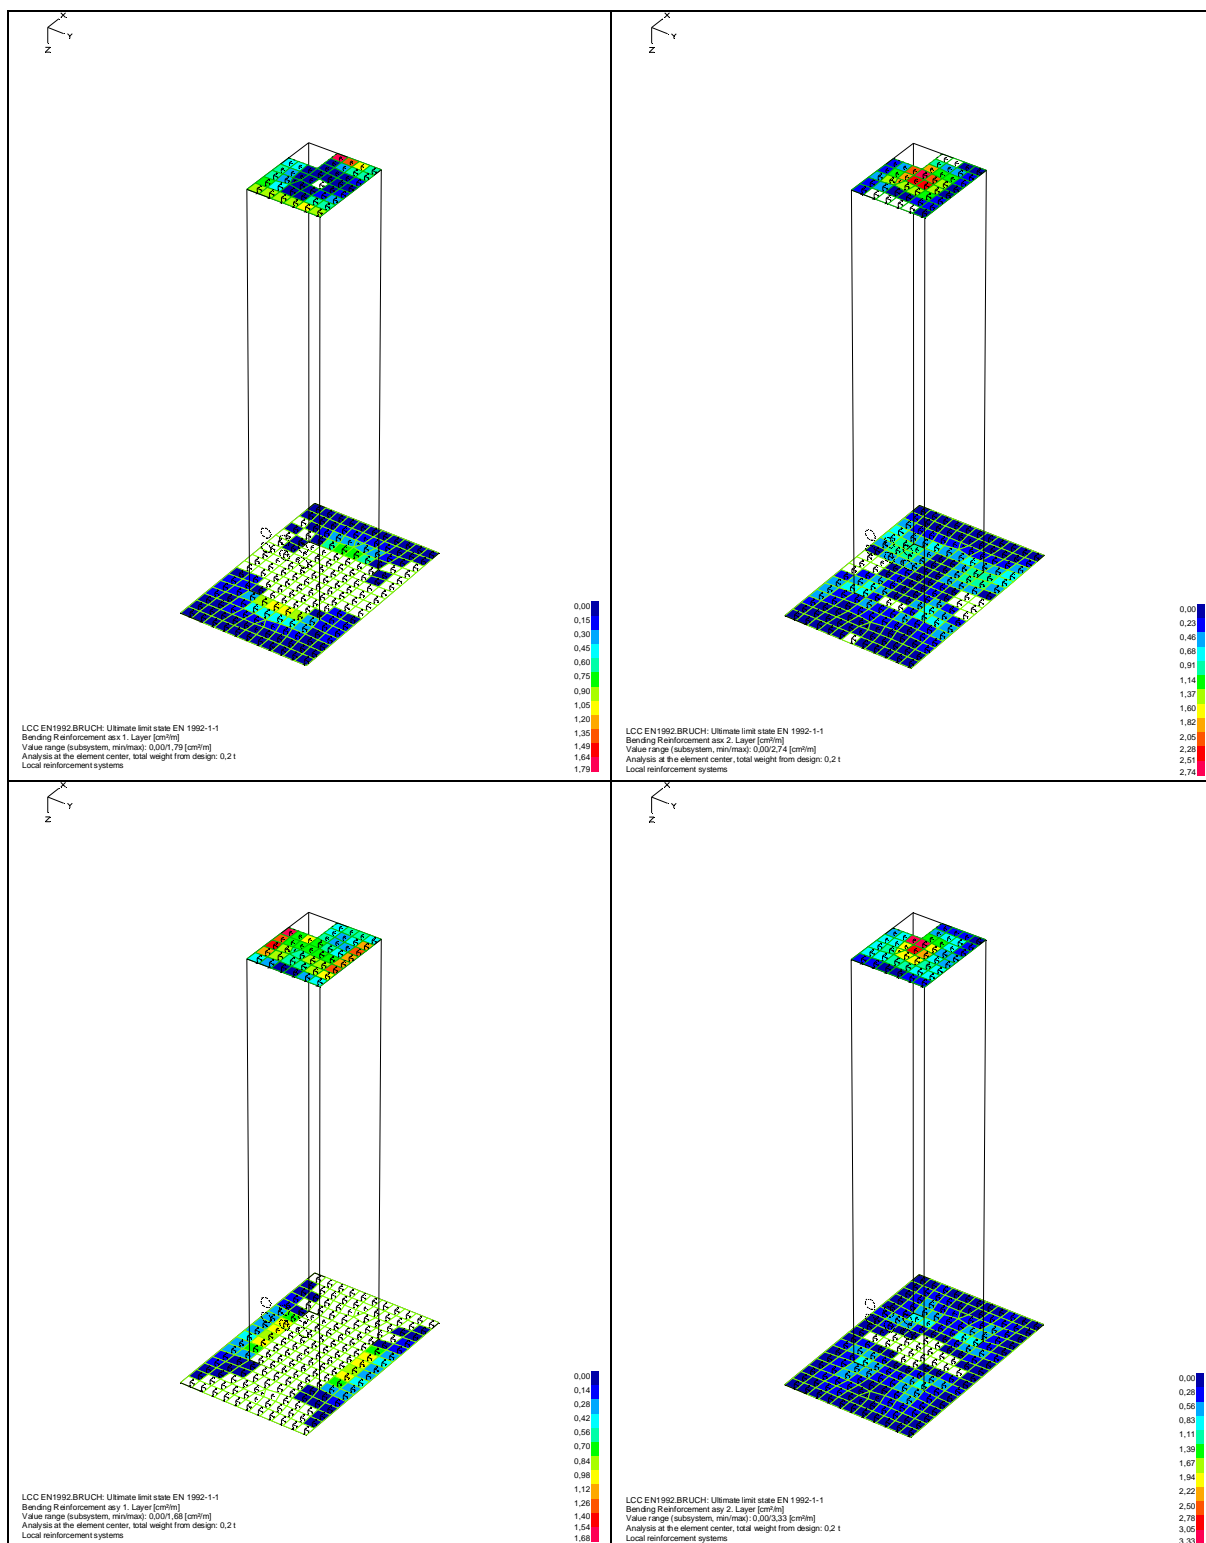 X
Y
Z
0,00
0,15
0,30
0,45
0,60
0,75
0,90
1,05
1,20
1,35
1,49
1,64
1,79
LCC EN1992.BRUCH: Ultimate limit state EN 1992-1-1
Bending Reinforcement asx 1. Layer [cm²/m]
Value range (subsystem, min/max): 0,00/1,79 [cm²/m]
Analysis at the element center, total weight from design: 0,2 t
Local reinforcement systems
X
Y
Z
0,00
0,23
0,46
0,68
0,91
1,14
1,37
1,60
1,82
2,05
2,28
2,51
2,74
LCC EN1992.BRUCH: Ultimate limit state EN 1992-1-1
Bending Reinforcement asx 2. Layer [cm²/m]
Value range (subsystem, min/max): 0,00/2,74 [cm²/m]
Analysis at the element center, total weight from design: 0,2 t
Local reinforcement systems
X
Y
Z
0,00
0,14
0,28
0,42
0,56
0,70
0,84
0,98
1,12
1,26
1,40
1,54
1,68
LCC EN1992.BRUCH: Ultimate limit state EN 1992-1-1
Bending Reinforcement asy 1. Layer [cm²/m]
Value range (subsystem, min/max): 0,00/1,68 [cm²/m]
Analysis at the element center, total weight from design: 0,2 t
Local reinforcement systems
X
Y
Z
0,00
0,28
0,56
0,83
1,11
1,39
1,67
1,94
2,22
2,50
2,78
3,05
3,33
LCC EN1992.BRUCH: Ultimate limit state EN 1992-1-1
Bending Reinforcement asy 2. Layer [cm²/m]
Value range (subsystem, min/max): 0,00/3,33 [cm²/m]
Analysis at the element center, total weight from design: 0,2 t
Local reinforcement systems